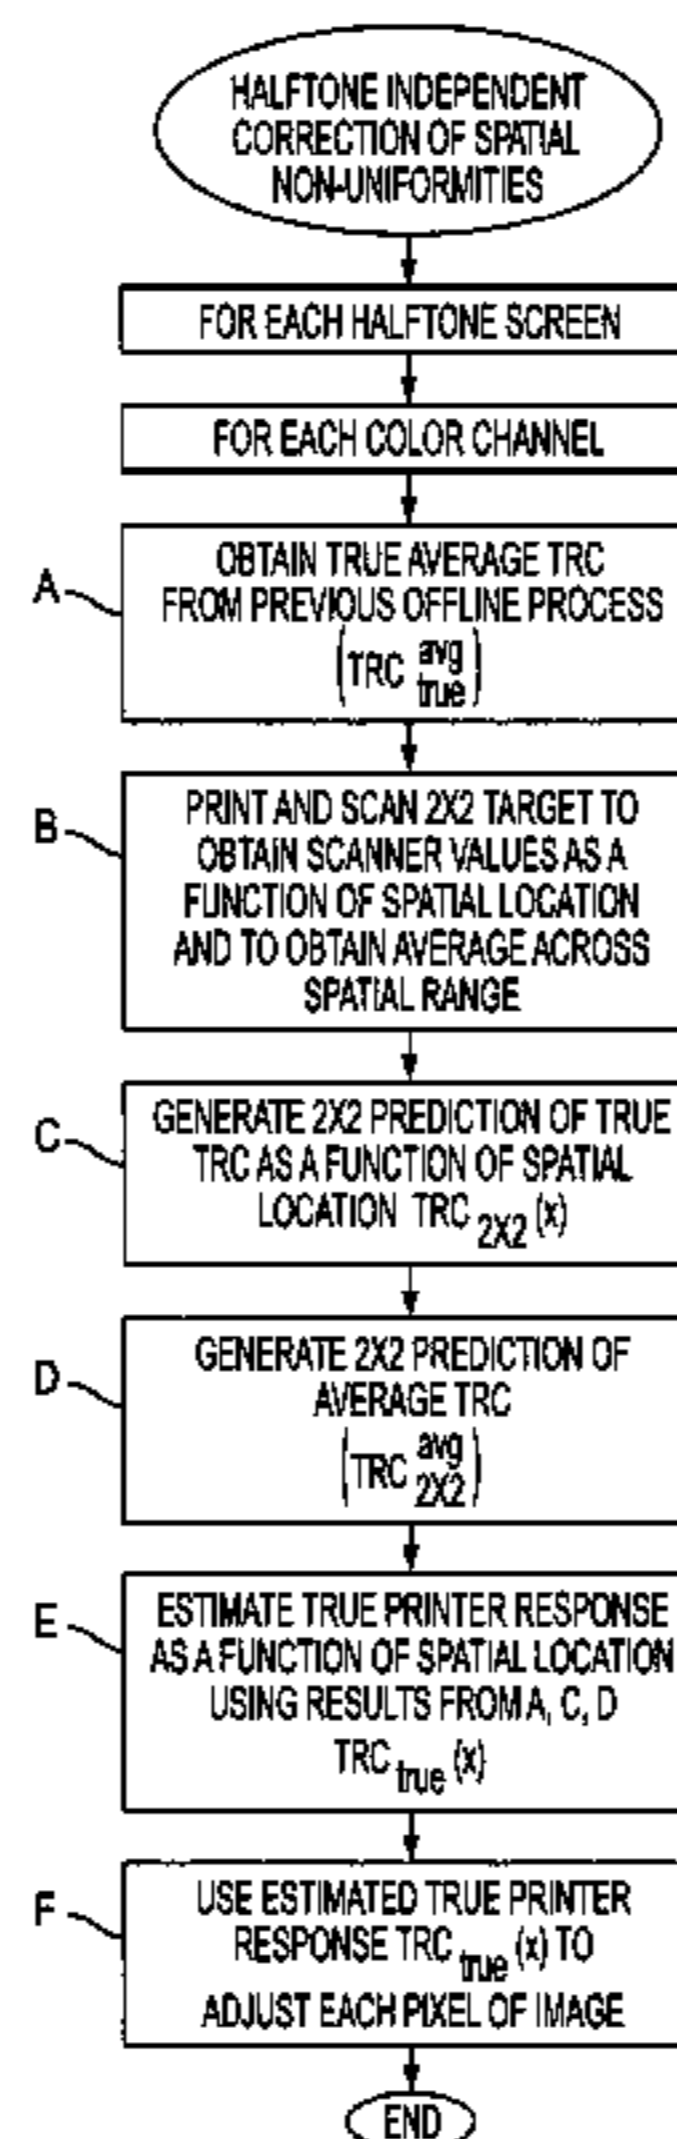 HALFTONE INDEPENDENT
CORRECTION OF SPATIAL
NON-UNIFORMITIES
FOR EACH HALFTONE SCREEN
FOR EACH COLOR CHANNEL
A
OBTAIN TRUE AVERAGE TRC
FROM PREVIOUS OFFLINE PROCESS
(TRC avg true)
B
PRINT AND SCAN 2X2 TARGET TO
OBTAIN SCANNER VALUES AS A
FUNCTION OF SPATIAL LOCATION
AND TO OBTAIN AVERAGE ACROSS
SPATIAL RANGE
C
GENERATE 2X2 PREDICTION OF TRUE
TRC AS A FUNCTION OF SPATIAL
LOCATION TRC 2X2 (x)
D
GENERATE 2X2 PREDICTION OF
AVERAGE TRC
(TRC avg 2X2)
E
ESTIMATE TRUE PRINTER RESPONSE
AS A FUNCTION OF SPATIAL LOCATION
USING RESULTS FROM A, C, D
TRC true (x)
F
USE ESTIMATED TRUE PRINTER
RESPONSE TRC true (x) TO
ADJUST EACH PIXEL OF IMAGE
END